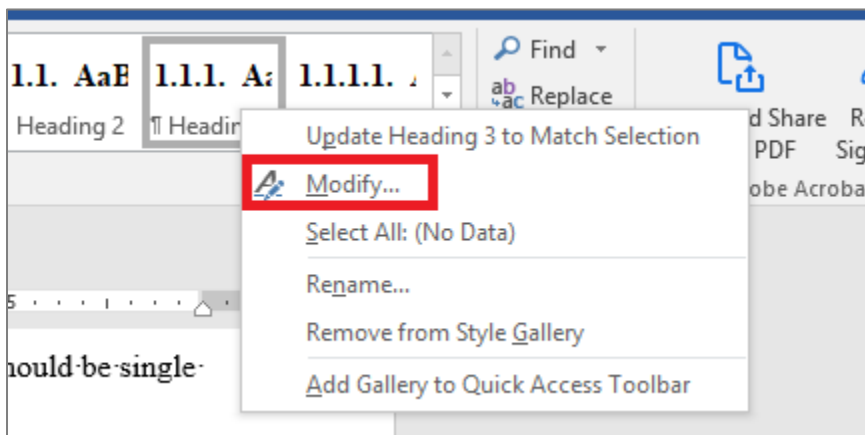 1.1. AaB 1.1.1. Aa 1.1.1.1.
Heading 2 ¶ Headin
Find
Replace
d Share
PDF
Sig
obe Acroba
Update Heading 3 to Match Selection
Modify...
Select All: (No Data)
Rename...
Remove from Style Gallery
Add Gallery to Quick Access Toolbar
5
hould·be·single·